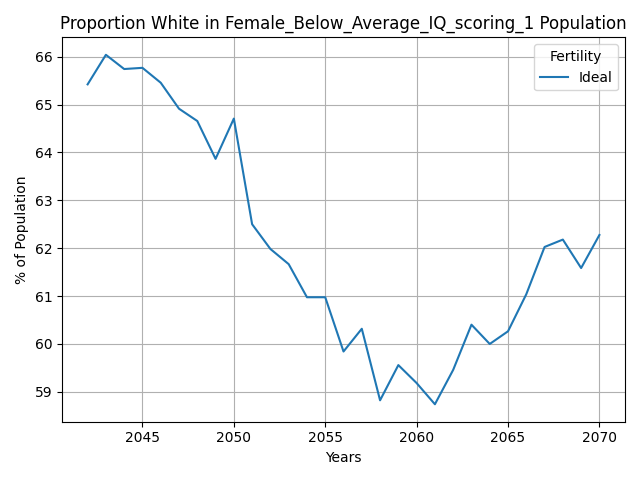 Proportion White in Female_Below_Average_IQ_scoring_1 Population
Fertility
Ideal
% of Population
66
65
64
63
62
61
60
59
2045 2050 2055 2060 2065 2070
Years